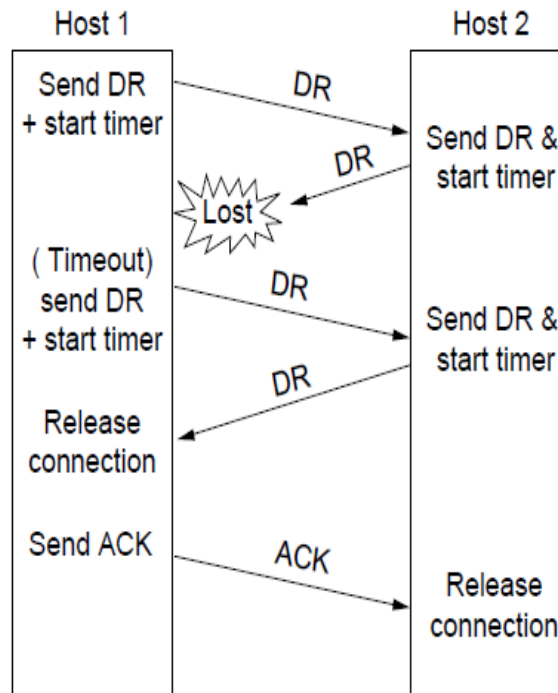 Host 1
Host 2
Send DR
+ start timer
DR
Send DR &
start timer
DR
Lost
( Timeout)
send DR
+ start timer
DR
Send DR &
start timer
DR
Release
connection
Send ACK
ACK
Release
connection